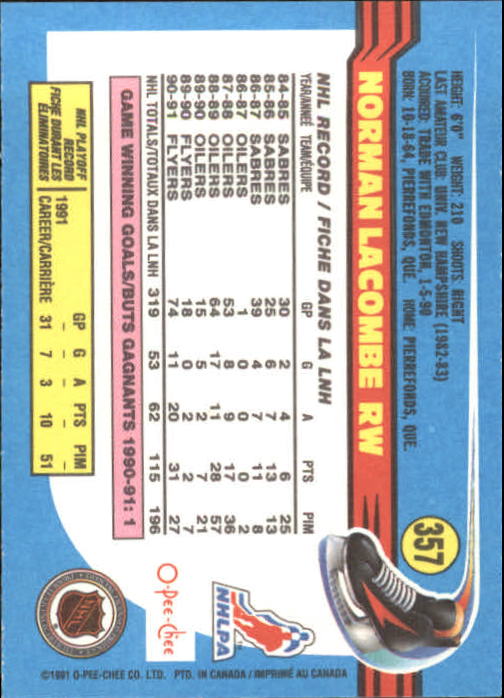 HEIGHT: 6'0" WEIGHT: 210 SHOOTS: RIGHT
LAST AMATEUR CLUB: UNIV. NEW HAMPSHIRE (1982-83)
ACQUIRED: TRADE WITH EDMONTON, 1-5-90
BORN: 10-18-64, PIERREFONDS, QUE. HOME: PIERREFONDS, QUE.
NORMAN LACOMBE RW
357
NHL RECORD / FICHE DANS LA LNH
YEAR/ANNÉE TEAM/ÉQUIPE GP G A PTS PIM
84-85 SABRES 30 2 4 6 25
85-86 SABRES 25 6 7 13 13
86-87 SABRES 39 4 7 11 8
86-87 OILERS 1 0 0 0 2
87-88 OILERS 53 8 9 17 36
88-89 OILERS 64 17 11 28 57
89-90 OILERS 15 5 2 7 21
89-90 FLYERS 18 0 2 2 7
90-91 FLYERS 74 11 20 31 27
NHL TOTALS/TOTAUX DANS LA LNH 319 53 62 115 196
GAME WINNING GOALS/BUTS GAGNANTS 1990-91: 1
NHL PLAYOFF
RECORD
FICHE DURANT LES
ÉLIMINATOIRES
GP G A PTS PIM
1991 – – – – –
CAREER/CARRIÈRE 31 7 3 10 51
NHLPA
O-Pee-Chee
NHL
©1991 O-PEE-CHEE CO. LTD. PTD. IN CANADA / IMPRIMÉ AU CANADA